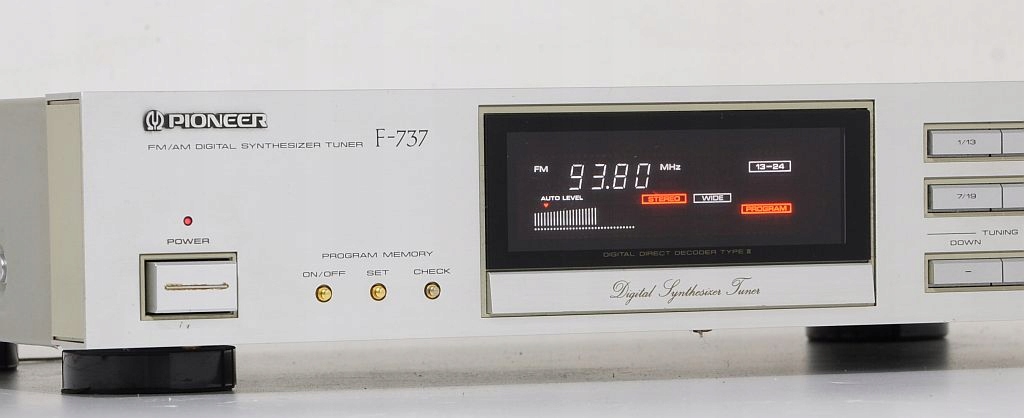 PIONEER
FM/AM DIGITAL SYNTHESIZER TUNER F-737
POWER
PROGRAM MEMORY
ON/OFF SET CHECK
FM 93.80 MHz
13-24
AUTO LEVEL
STEREO WIDE
PROGRAM
DIGITAL DIRECT DECODER TYPE II
Digital Synthesizer Tuner
1/13
7/19
TUNING
DOWN
-